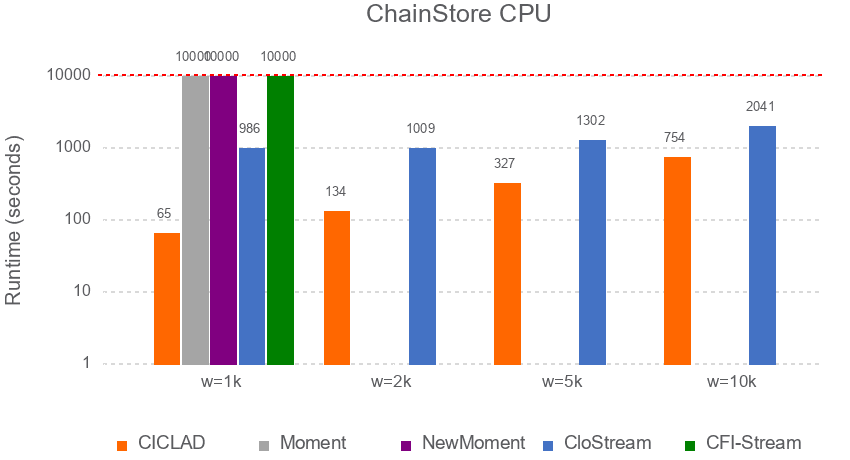 ChainStore CPU
Runtime (seconds)
10000
1000
100
10
1
65
10000
10000
986
10000
134
1009
327
1302
754
2041
w=1k
w=2k
w=5k
w=10k
CICLAD
Moment
NewMoment
CloStream
CFI-Stream